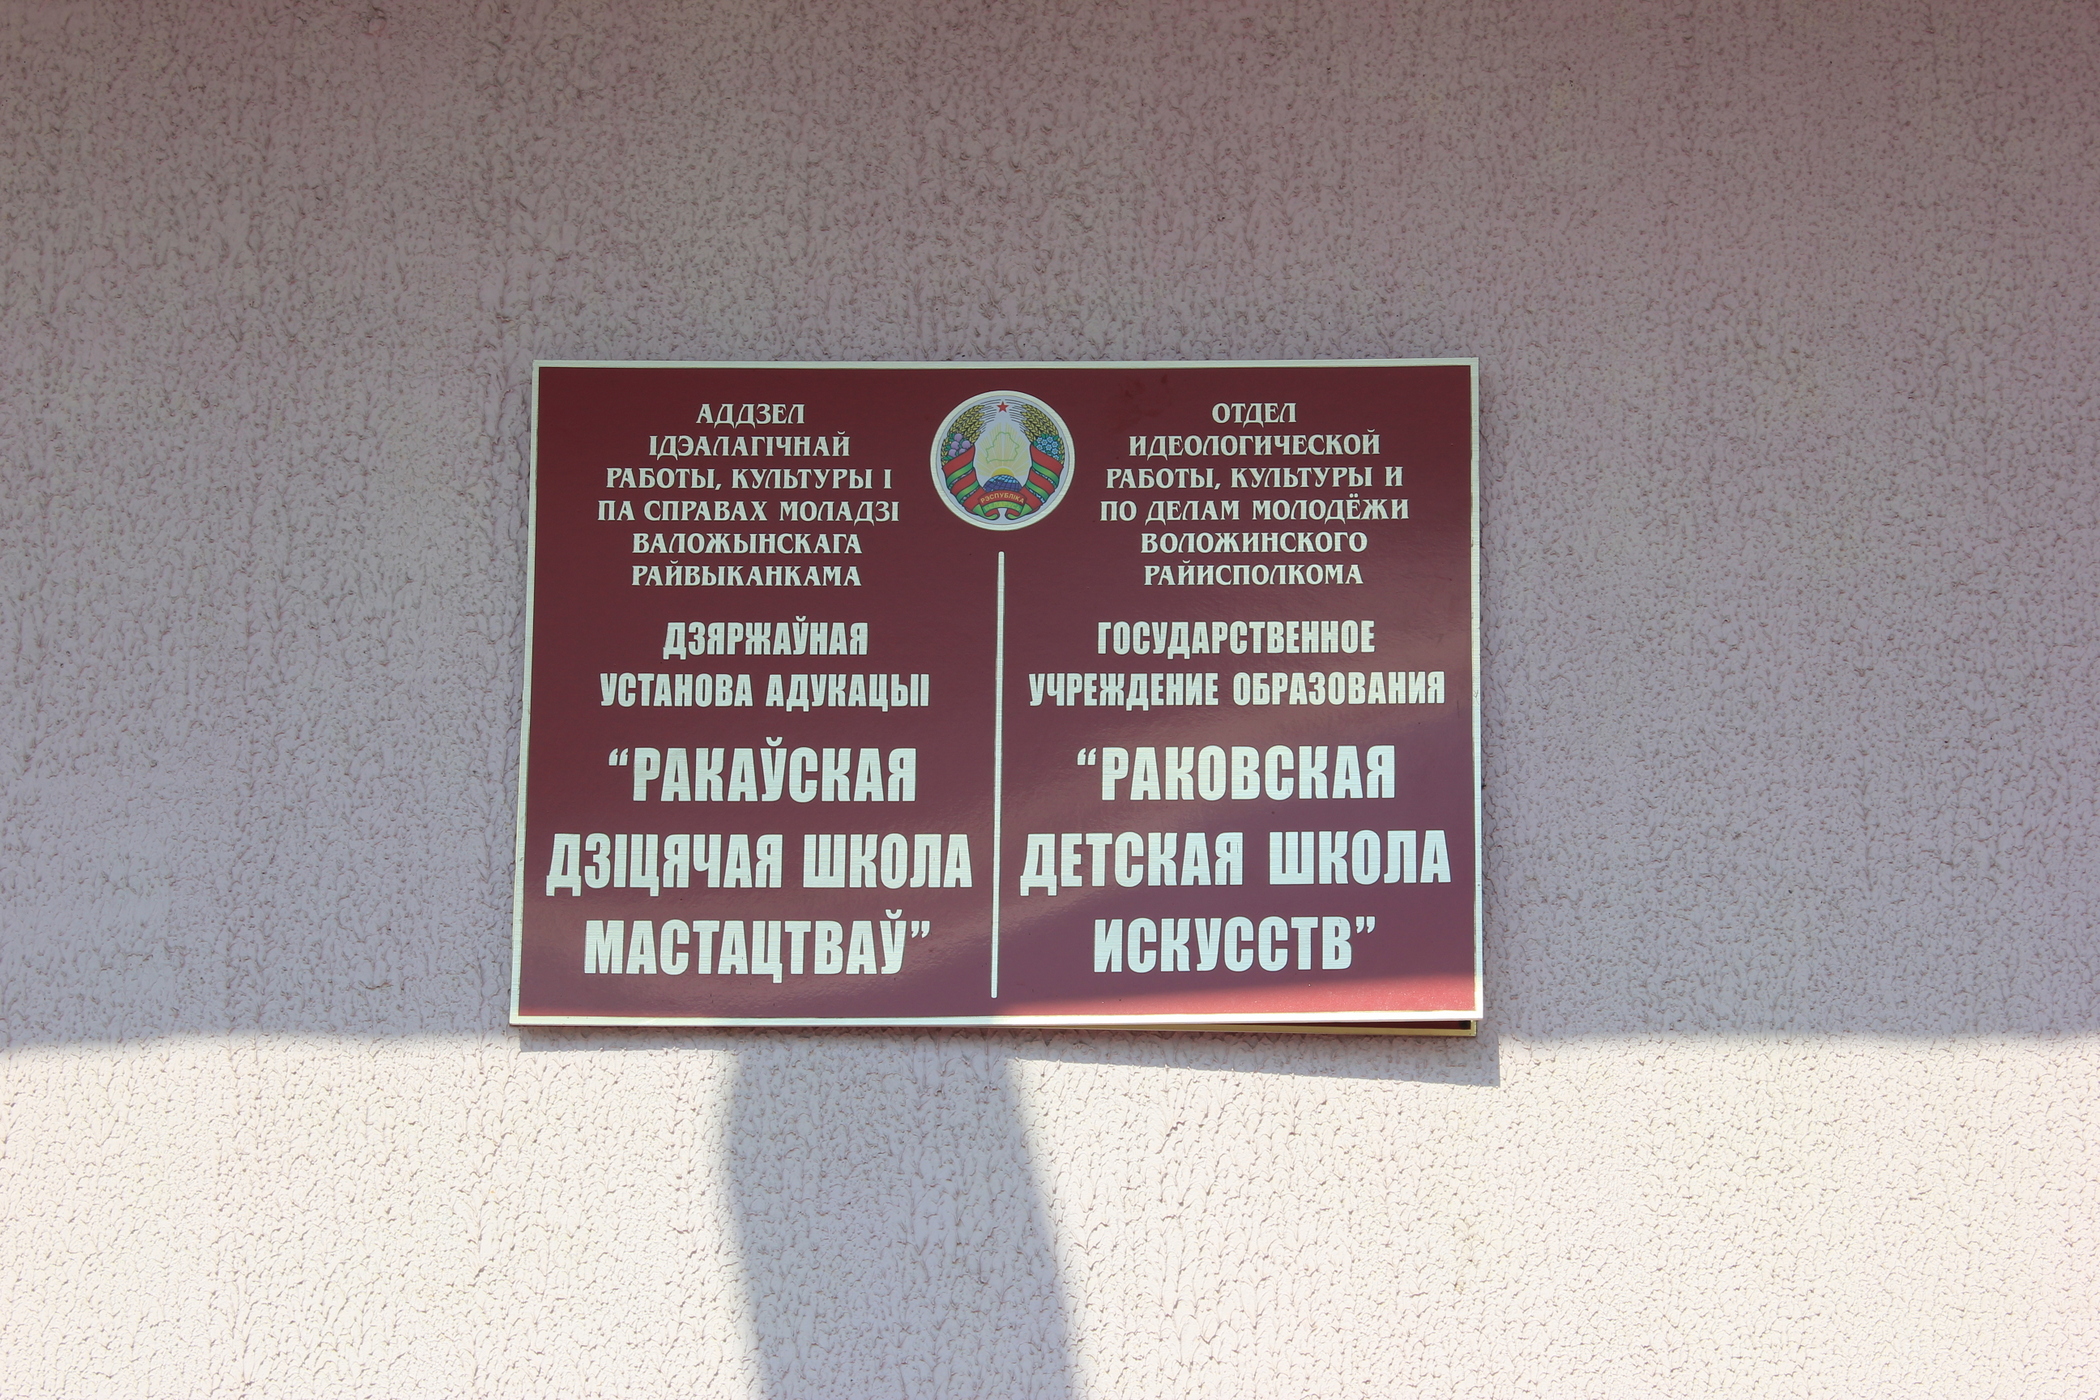 АДДЗЕЛ
ІДЭАЛАГІЧНАЙ
РАБОТЫ, КУЛЬТУРЫ І
ПА СПРАВАХ МОЛАДЗІ
ВАЛОЖЫНСКАГА
РАЙВЫКАНКАМА
ДЗЯРЖАЎНАЯ
УСТАНОВА АДУКАЦЫІ
“РАКАЎСКАЯ
ДЗІЦЯЧАЯ ШКОЛА
МАСТАЦТВАЎ”
РЭСПУБЛІКА
ОТДЕЛ
ИДЕОЛОГИЧЕСКОЙ
РАБОТЫ, КУЛЬТУРЫ И
ПО ДЕЛАМ МОЛОДЁЖИ
ВОЛОЖИНСКОГО
РАЙИСПОЛКОМА
ГОСУДАРСТВЕННОЕ
УЧРЕЖДЕНИЕ ОБРАЗОВАНИЯ
“РАКОВСКАЯ
ДЕТСКАЯ ШКОЛА
ИСКУССТВ”